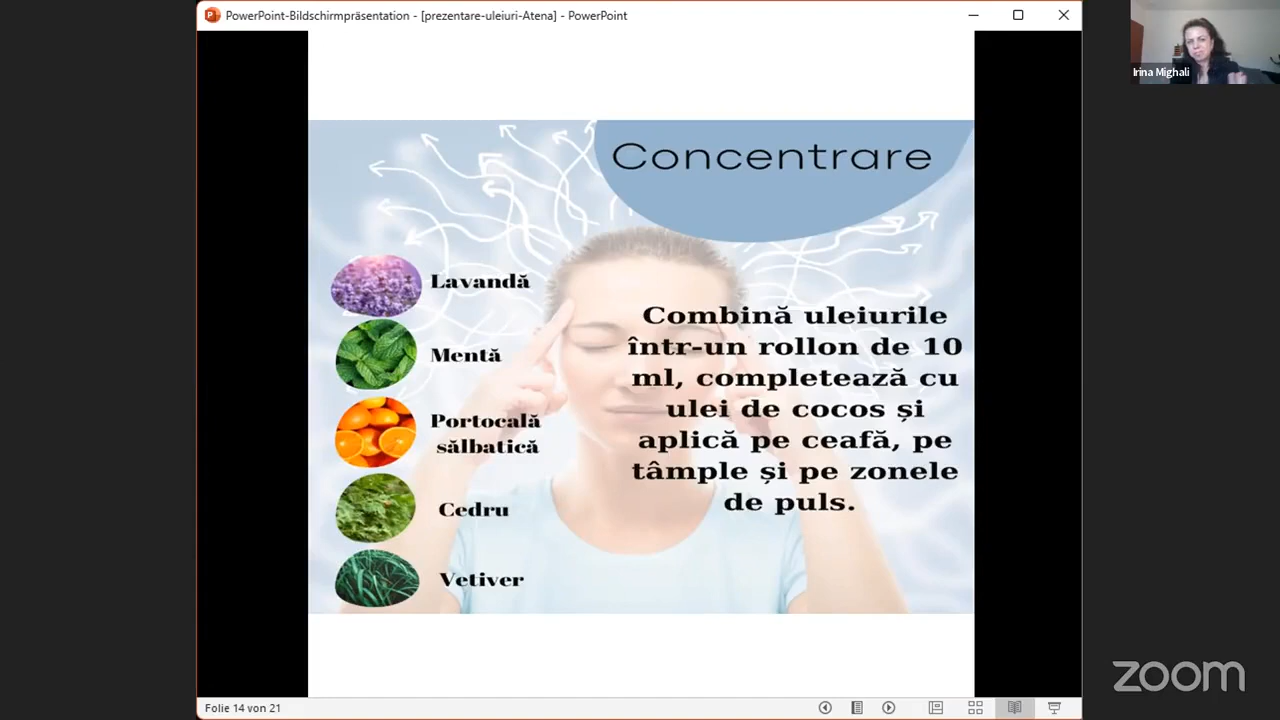 PowerPoint-Bildschirmpräsentation - [prezentare-uleiuri-Atena] - PowerPoint
Irina Mighali
Concentrare
Lavandă
Mentă
Portocală
sălbatică
Cedru
Vetiver
Combină uleiurile
într-un rollon de 10
ml, completează cu
ulei de cocos și
aplică pe ceafă, pe
tâmple și pe zonele
de puls.
Folie 14 von 21
zoom